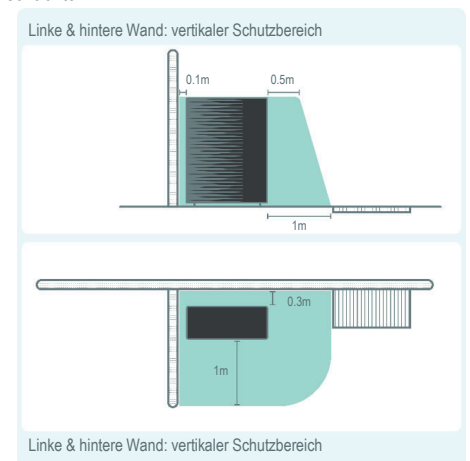 Linke & hintere Wand: vertikaler Schutzbereich
0.1m 0.5m
1m
0.3m
1m
Linke & hintere Wand: vertikaler Schutzbereich